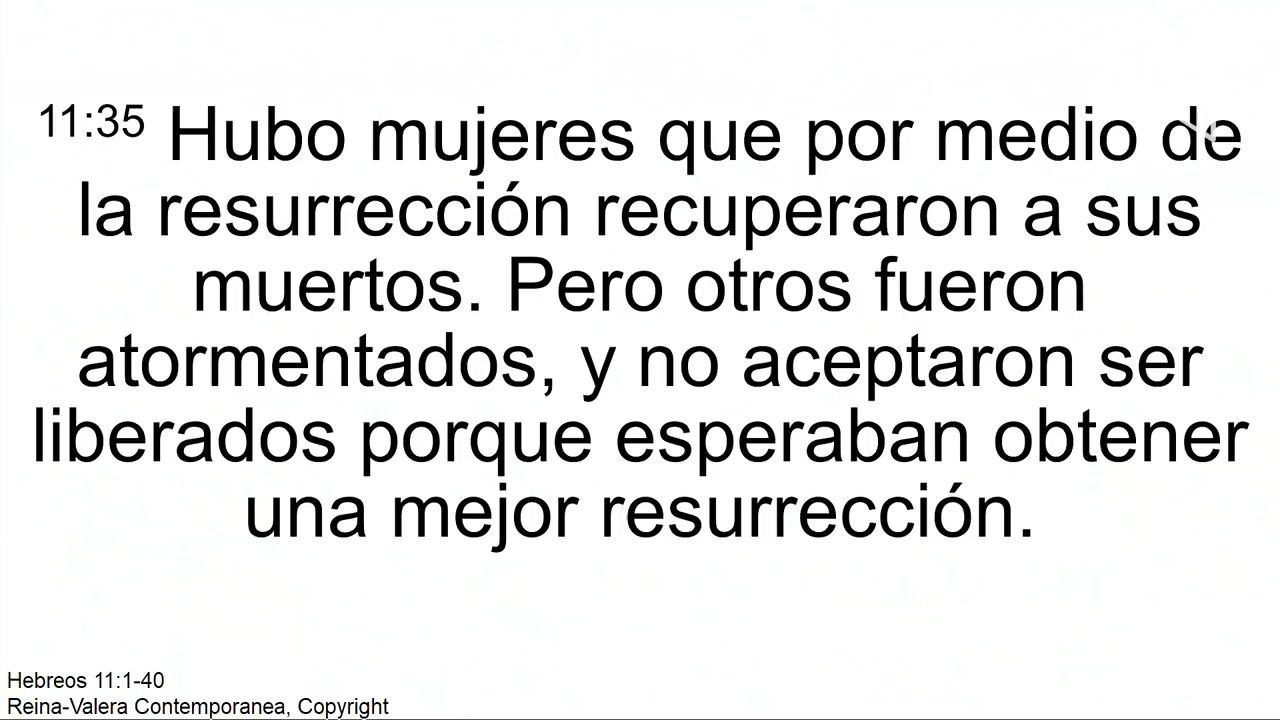 11:35 Hubo mujeres que por medio de
la resurrección recuperaron a sus
muertos. Pero otros fueron
atormentados, y no aceptaron ser
liberados porque esperaban obtener
una mejor resurrección.
Hebreos 11:1-40
Reina-Valera Contemporanea, Copyright